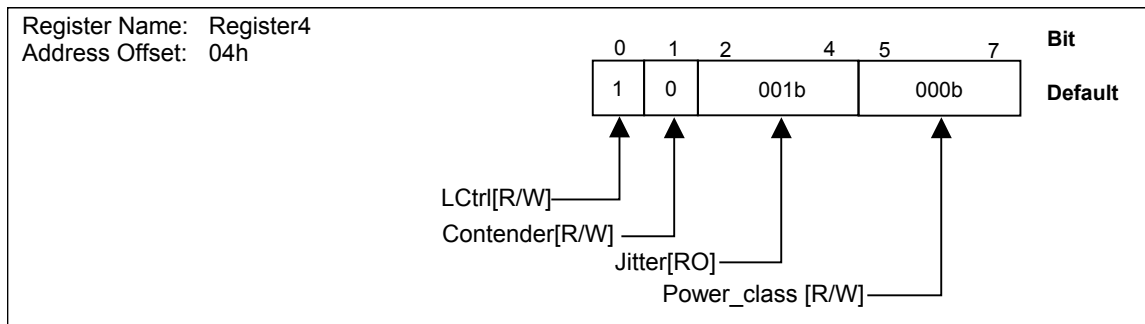 Register Name: Register4
Address Offset: 04h
0 1 2 4 5 7 Bit
1 0 001b 000b Default
LCtrl[R/W]
Contender[R/W]
Jitter[RO]
Power_class [R/W]